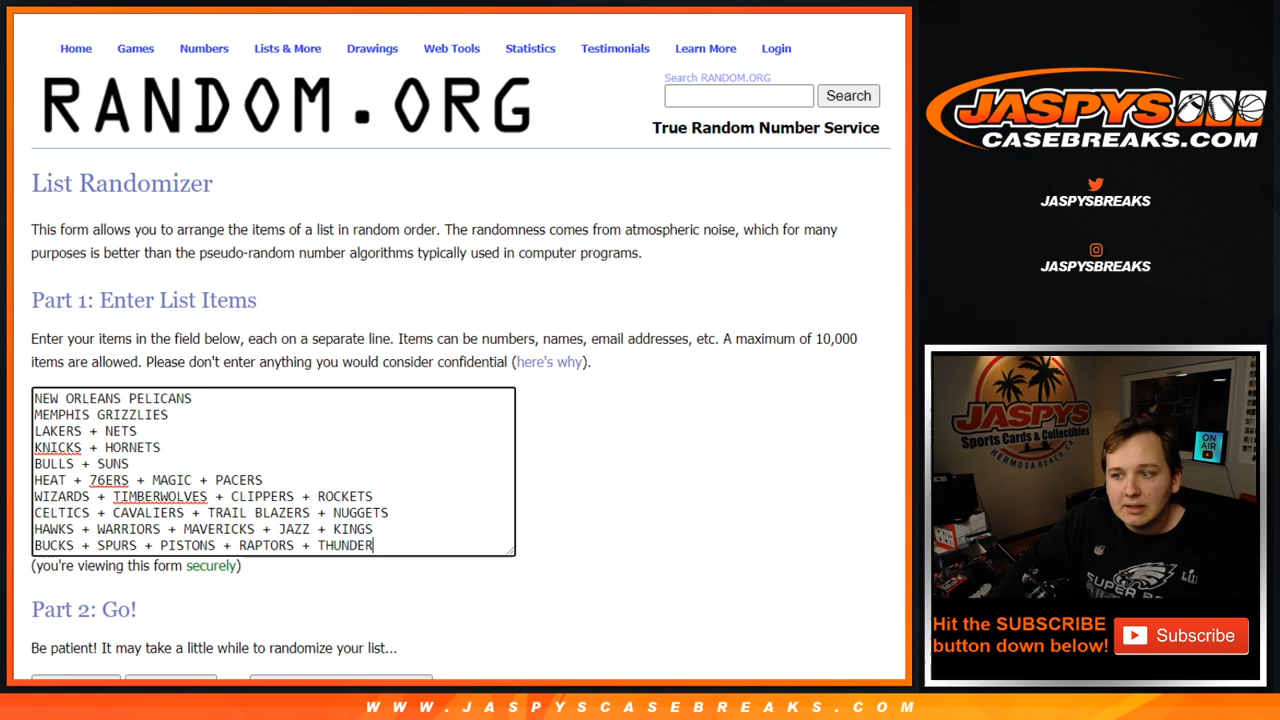 Home Games Numbers Lists & More Drawings Web Tools Statistics Testimonials Learn More Login
RANDOM.ORG
Search RANDOM.ORG
Search
True Random Number Service
List Randomizer
This form allows you to arrange the items of a list in random order. The randomness comes from atmospheric noise, which for many
purposes is better than the pseudo-random number algorithms typically used in computer programs.
Part 1: Enter List Items
Enter your items in the field below, each on a separate line. Items can be numbers, names, email addresses, etc. A maximum of 10,000
items are allowed. Please don't enter anything you would consider confidential (here's why).
NEW ORLEANS PELICANS
MEMPHIS GRIZZLIES
LAKERS + NETS
KNICKS + HORNETS
BULLS + SUNS
HEAT + 76ERS + MAGIC + PACERS
WIZARDS + TIMBERWOLVES + CLIPPERS + ROCKETS
CELTICS + CAVALIERS + TRAIL BLAZERS + NUGGETS
HAWKS + WARRIORS + MAVERICKS + JAZZ + KINGS
BUCKS + SPURS + PISTONS + RAPTORS + THUNDER
(you're viewing this form securely)
Part 2: Go!
Be patient! It may take a little while to randomize your list...
JASPYS
CASEBREAKS.COM
JASPYSBREAKS
JASPYSBREAKS
JASPYS
Sports Cards & Collectibles
HERMOSA BEACH, CA
ON
AIR
NFL
SUPER
LII
Hit the SUBSCRIBE
button down below!
Subscribe
WWW.JASPYSCASEBREAKS.COM